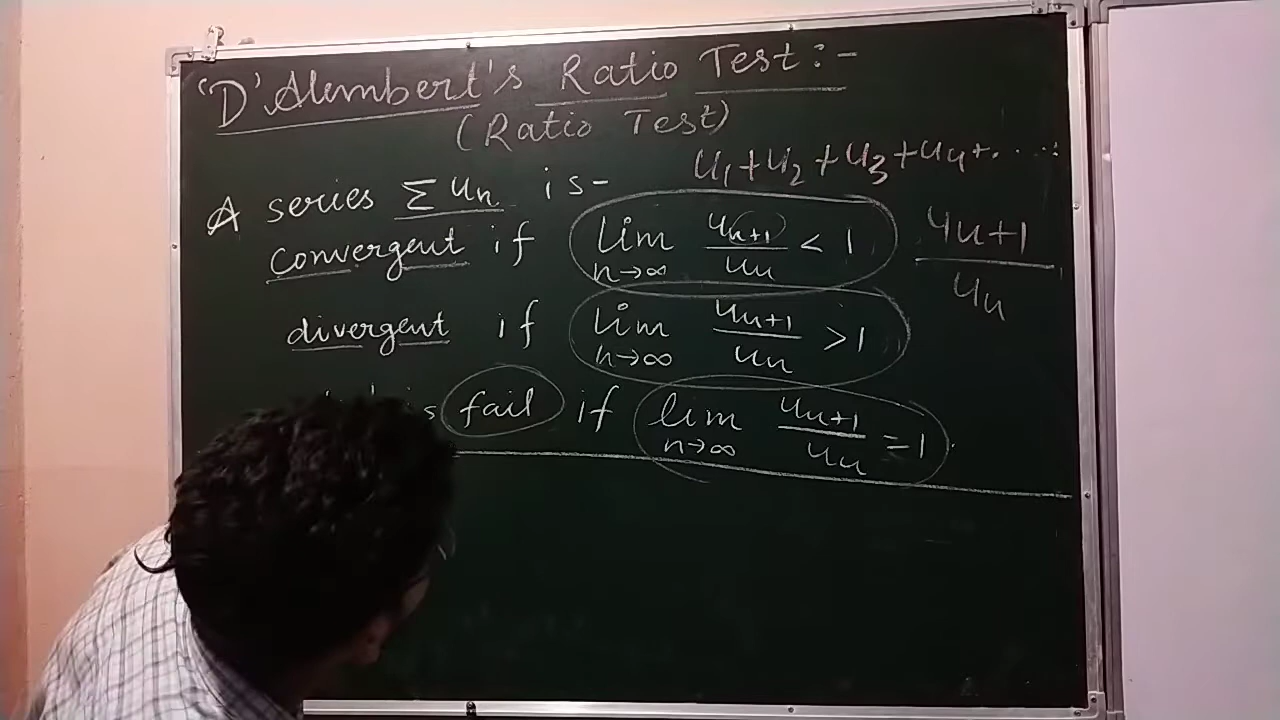 'D'Alembert's Ratio Test:-
(Ratio Test)
u₁+u₂+u₃+u₄+.....
A series Σuₙ is-
convergent if lim n→∞ uₙ₊₁/uₙ < 1
uₙ₊₁/uₙ
divergent if lim n→∞ uₙ₊₁/uₙ >1
fail if lim n→∞ uₙ₊₁/uₙ =1.